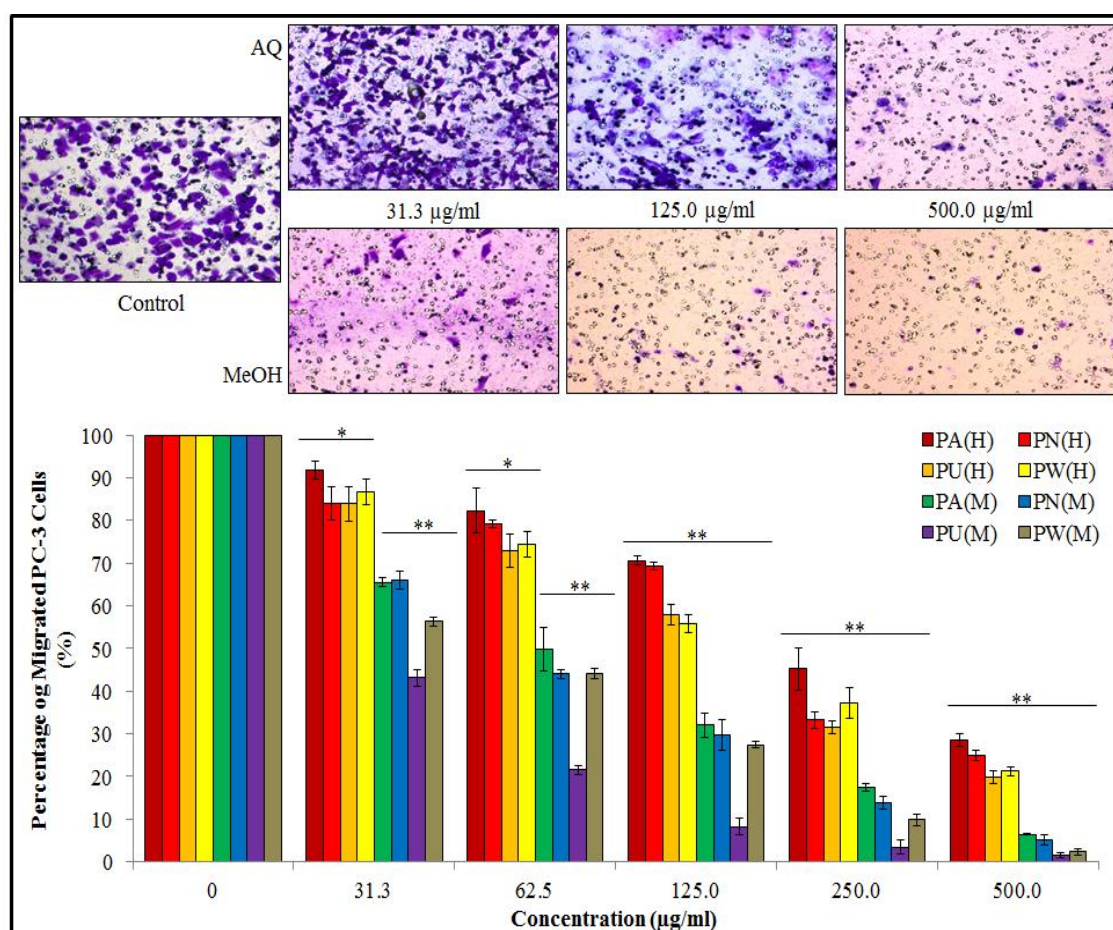 AQ
31.3 µg/ml
125.0 µg/ml
500.0 µg/ml
Control
MeOH
Percentage og Migrated PC-3 Cells
(%)
100
90
80
70
60
50
40
30
20
10
0
*
**
*
**
**
**
**
PA(H)
PN(H)
PU(H)
PW(H)
PA(M)
PN(M)
PU(M)
PW(M)
0
31.3
62.5
125.0
250.0
500.0
Concentration (µg/ml)